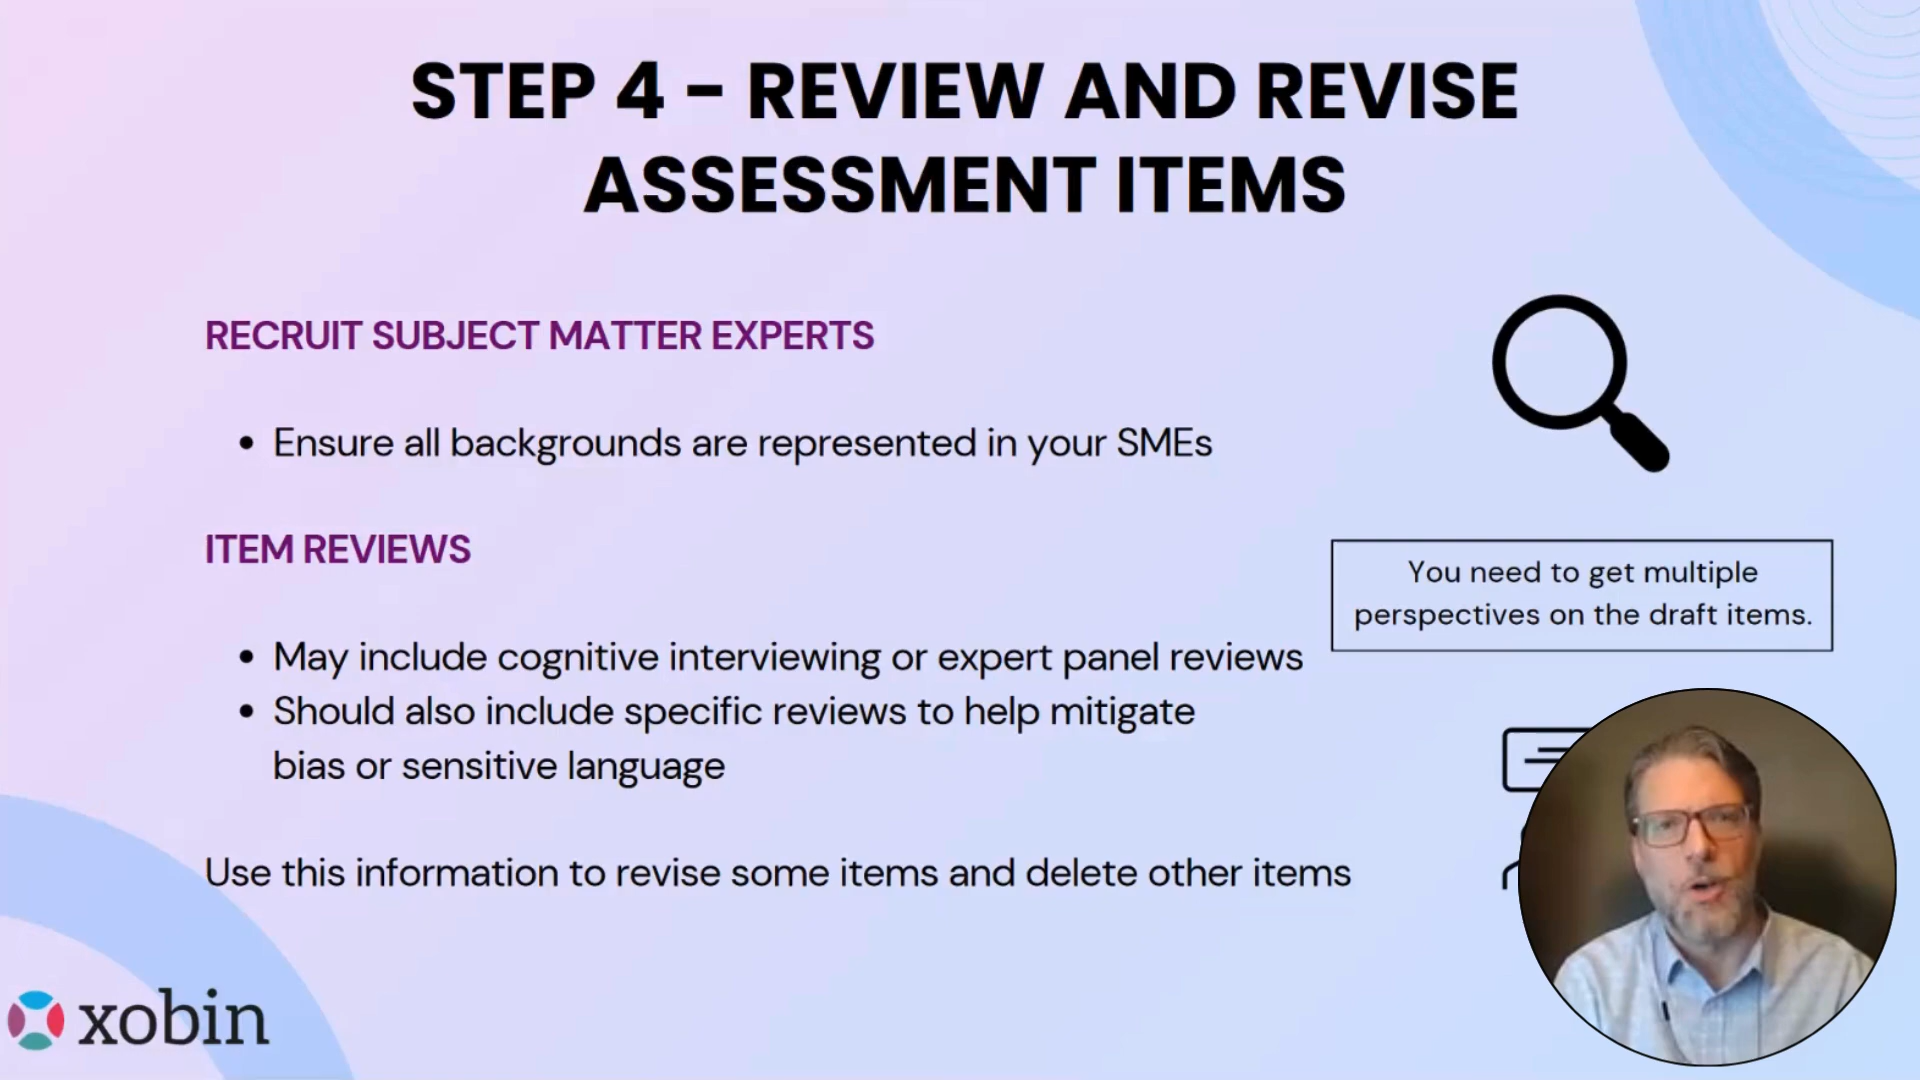 STEP 4 - REVIEW AND REVISE
ASSESSMENT ITEMS
RECRUIT SUBJECT MATTER EXPERTS
• Ensure all backgrounds are represented in your SMEs
ITEM REVIEWS
• May include cognitive interviewing or expert panel reviews
• Should also include specific reviews to help mitigate
bias or sensitive language
Use this information to revise some items and delete other items
You need to get multiple
perspectives on the draft items.
xobin